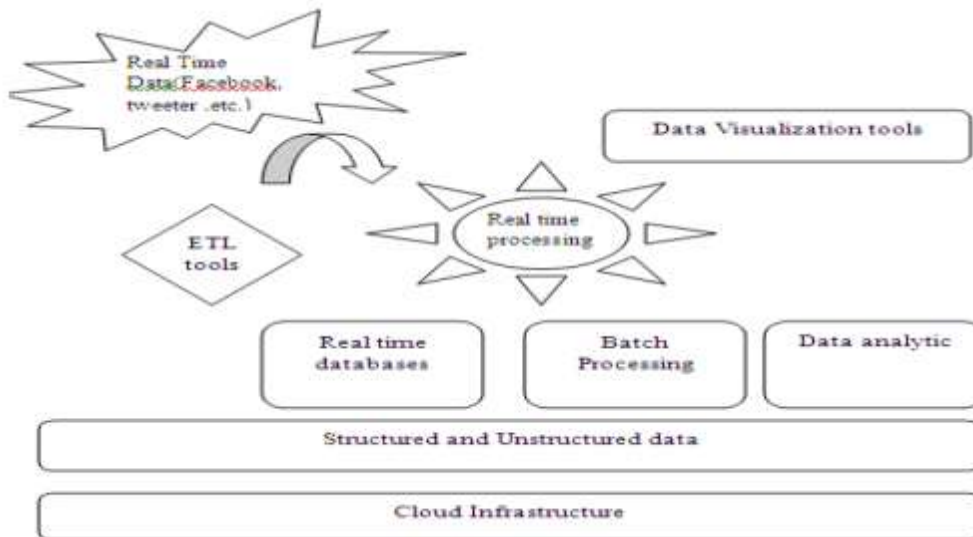 Real Time
Data(Facebook,
tweeter .etc.)
Data Visualization tools
Real time
processing
ETL
tools
Real time
databases
Batch
Processing
Data analytic
Structured and Unstructured data
Cloud Infrastructure